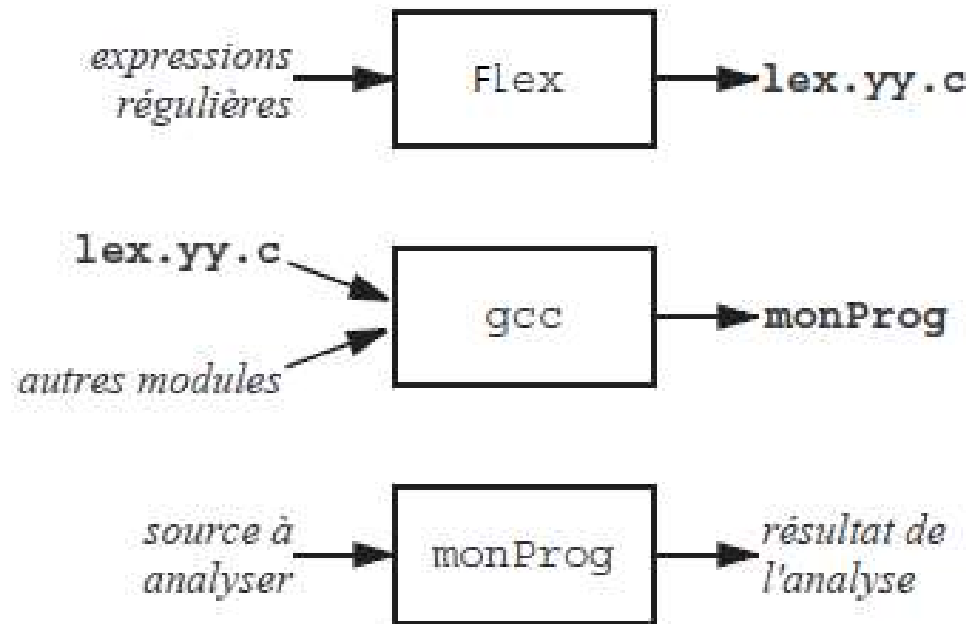 expressions
régulières
Flex
lex.yy.c
lex.yy.c
autres modules
gcc
monProg
source à
analyser
monProg
résultat de
l'analyse